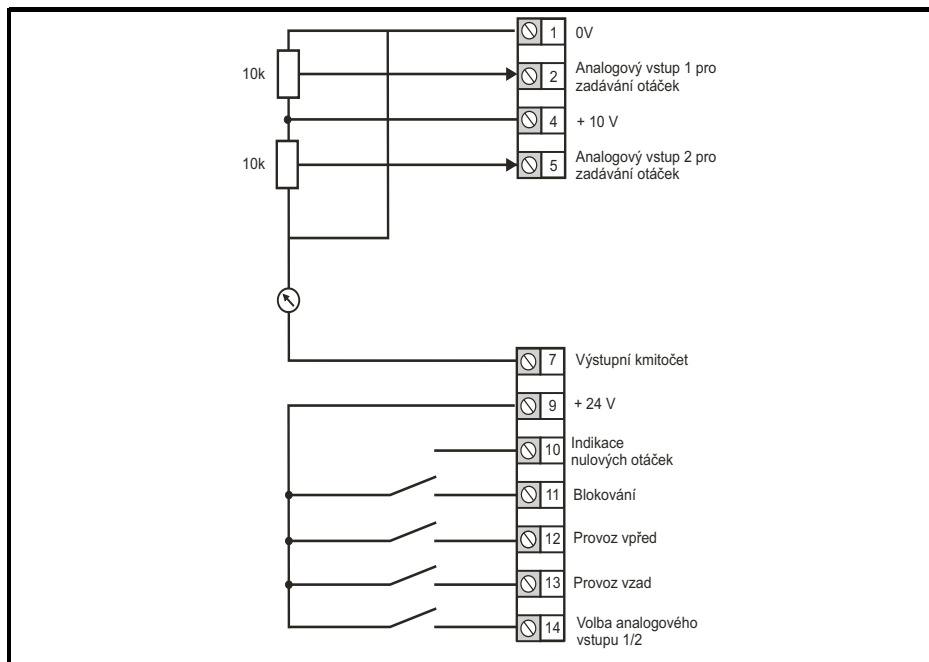 1 0V
10k
2 Analogový vstup 1 pro
zadávání otáček
4 + 10 V
10k
5 Analogový vstup 2 pro
zadávání otáček
7 Výstupní kmitočet
9 + 24 V
10 Indikace
nulových otáček
11 Blokování
12 Provoz vpřed
13 Provoz vzad
14 Volba analogového
vstupu 1/2